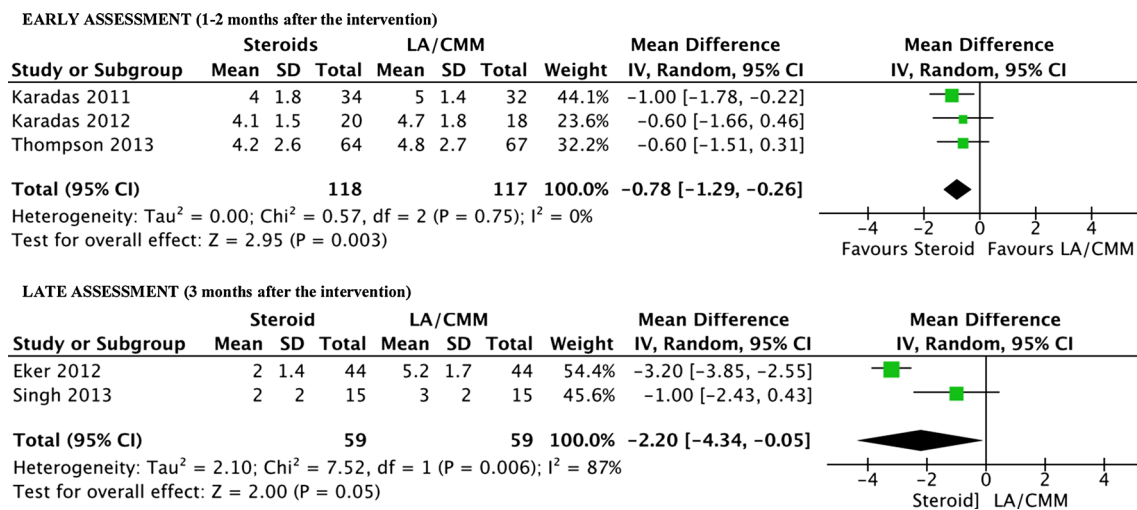 EARLY ASSESSMENT (1-2 months after the intervention)
Steroids LA/CMM Mean Difference Mean Difference
Study or Subgroup Mean SD Total Mean SD Total Weight IV, Random, 95% CI IV, Random, 95% CI
Karadas 2011 4 1.8 34 5 1.4 32 44.1% -1.00 [-1.78, -0.22]
Karadas 2012 4.1 1.5 20 4.7 1.8 18 23.6% -0.60 [-1.66, 0.46]
Thompson 2013 4.2 2.6 64 4.8 2.7 67 32.2% -0.60 [-1.51, 0.31]
Total (95% CI) 118 117 100.0% -0.78 [-1.29, -0.26]
Heterogeneity: Tau² = 0.00; Chi² = 0.57, df = 2 (P = 0.75); I² = 0%
Test for overall effect: Z = 2.95 (P = 0.003)
-4 -2 0 2 4
Favours Steroid Favours LA/CMM
LATE ASSESSMENT (3 months after the intervention)
Steroid LA/CMM Mean Difference Mean Difference
Study or Subgroup Mean SD Total Mean SD Total Weight IV, Random, 95% CI IV, Random, 95% CI
Eker 2012 2 1.4 44 5.2 1.7 44 54.4% -3.20 [-3.85, -2.55]
Singh 2013 2 2 15 3 2 15 45.6% -1.00 [-2.43, 0.43]
Total (95% CI) 59 59 100.0% -2.20 [-4.34, -0.05]
Heterogeneity: Tau² = 2.10; Chi² = 7.52, df = 1 (P = 0.006); I² = 87%
Test for overall effect: Z = 2.00 (P = 0.05)
-4 -2 0 2 4
Steroid] LA/CMM